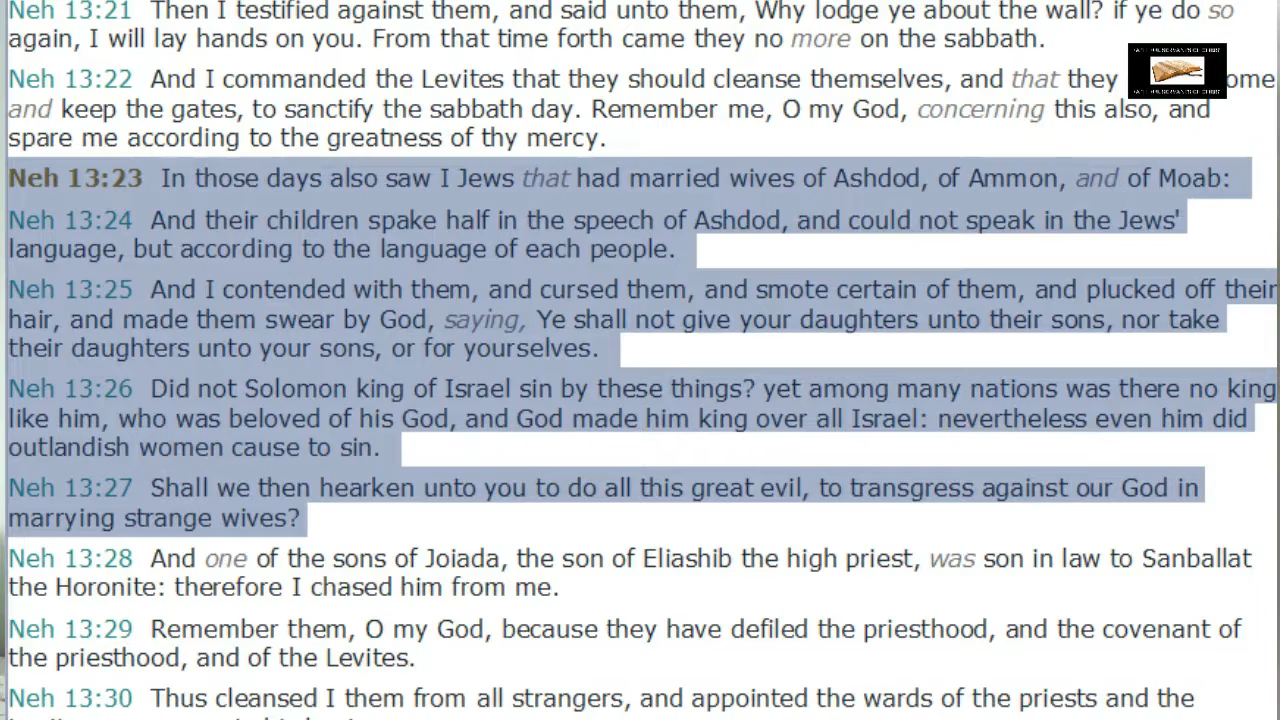 Neh 13:21 Then I testified against them, and said unto them, Why lodge ye about the wall? if ye do so
again, I will lay hands on you. From that time forth came they no more on the sabbath.
Neh 13:22 And I commanded the Levites that they should cleanse themselves, and that they ome
and keep the gates, to sanctify the sabbath day. Remember me, O my God, concerning this also, and
spare me according to the greatness of thy mercy.
Neh 13:23 In those days also saw I Jews that had married wives of Ashdod, of Ammon, and of Moab:
Neh 13:24 And their children spake half in the speech of Ashdod, and could not speak in the Jews'
language, but according to the language of each people.
Neh 13:25 And I contended with them, and cursed them, and smote certain of them, and plucked off their
hair, and made them swear by God, saying, Ye shall not give your daughters unto their sons, nor take
their daughters unto your sons, or for yourselves.
Neh 13:26 Did not Solomon king of Israel sin by these things? yet among many nations was there no king
like him, who was beloved of his God, and God made him king over all Israel: nevertheless even him did
outlandish women cause to sin.
Neh 13:27 Shall we then hearken unto you to do all this great evil, to transgress against our God in
marrying strange wives?
Neh 13:28 And one of the sons of Joiada, the son of Eliashib the high priest, was son in law to Sanballat
the Horonite: therefore I chased him from me.
Neh 13:29 Remember them, O my God, because they have defiled the priesthood, and the covenant of
the priesthood, and of the Levites.
Neh 13:30 Thus cleansed I them from all strangers, and appointed the wards of the priests and the